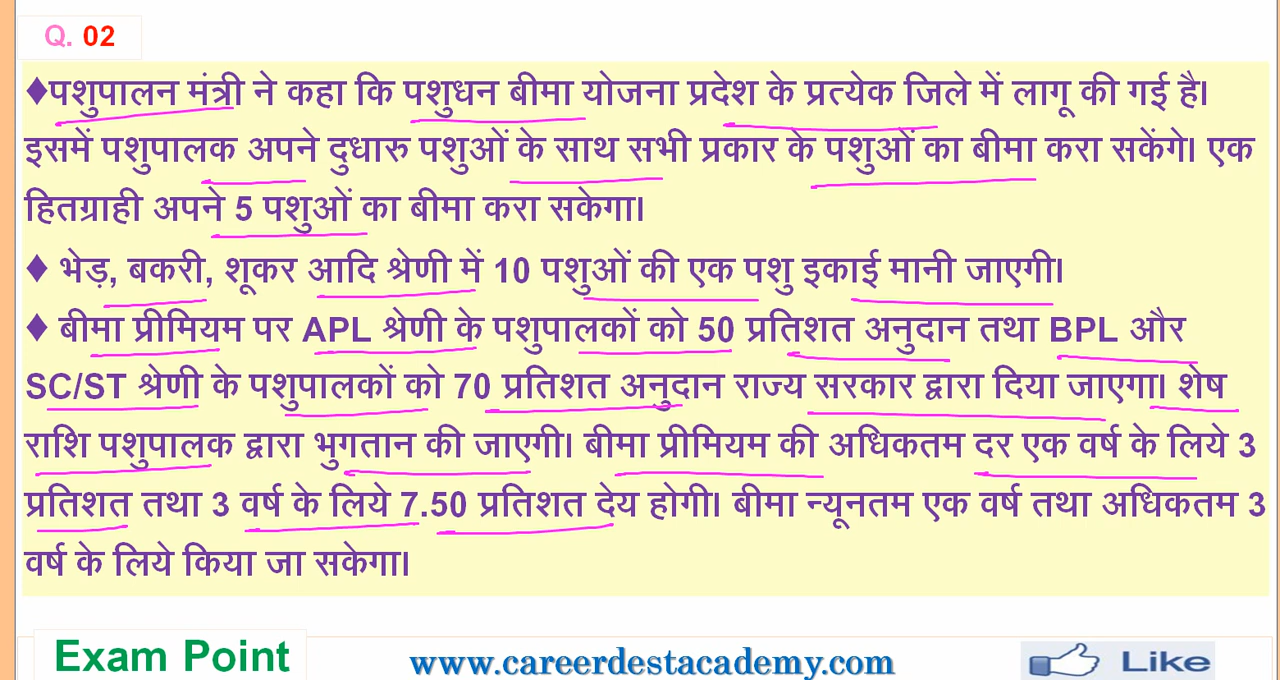 Q. 02
♦पशुपालन मंत्री ने कहा कि पशुधन बीमा योजना प्रदेश के प्रत्येक जिले में लागू की गई है।
इसमें पशुपालक अपने दुधारु पशुओं के साथ सभी प्रकार के पशुओं का बीमा करा सकेंगे। एक
हितग्राही अपने 5 पशुओं का बीमा करा सकेगा।
♦ भेड़, बकरी, शूकर आदि श्रेणी में 10 पशुओं की एक पशु इकाई मानी जाएगी।
♦ बीमा प्रीमियम पर APL श्रेणी के पशुपालकों को 50 प्रतिशत अनुदान तथा BPL और
SC/ST श्रेणी के पशुपालकों को 70 प्रतिशत अनुदान राज्य सरकार द्वारा दिया जाएगा। शेष
राशि पशुपालक द्वारा भुगतान की जाएगी। बीमा प्रीमियम की अधिकतम दर एक वर्ष के लिये 3
प्रतिशत तथा 3 वर्ष के लिये 7.50 प्रतिशत देय होगी। बीमा न्यूनतम एक वर्ष तथा अधिकतम 3
वर्ष के लिये किया जा सकेगा।
Exam Point
www.careerdestacademy.com
Like